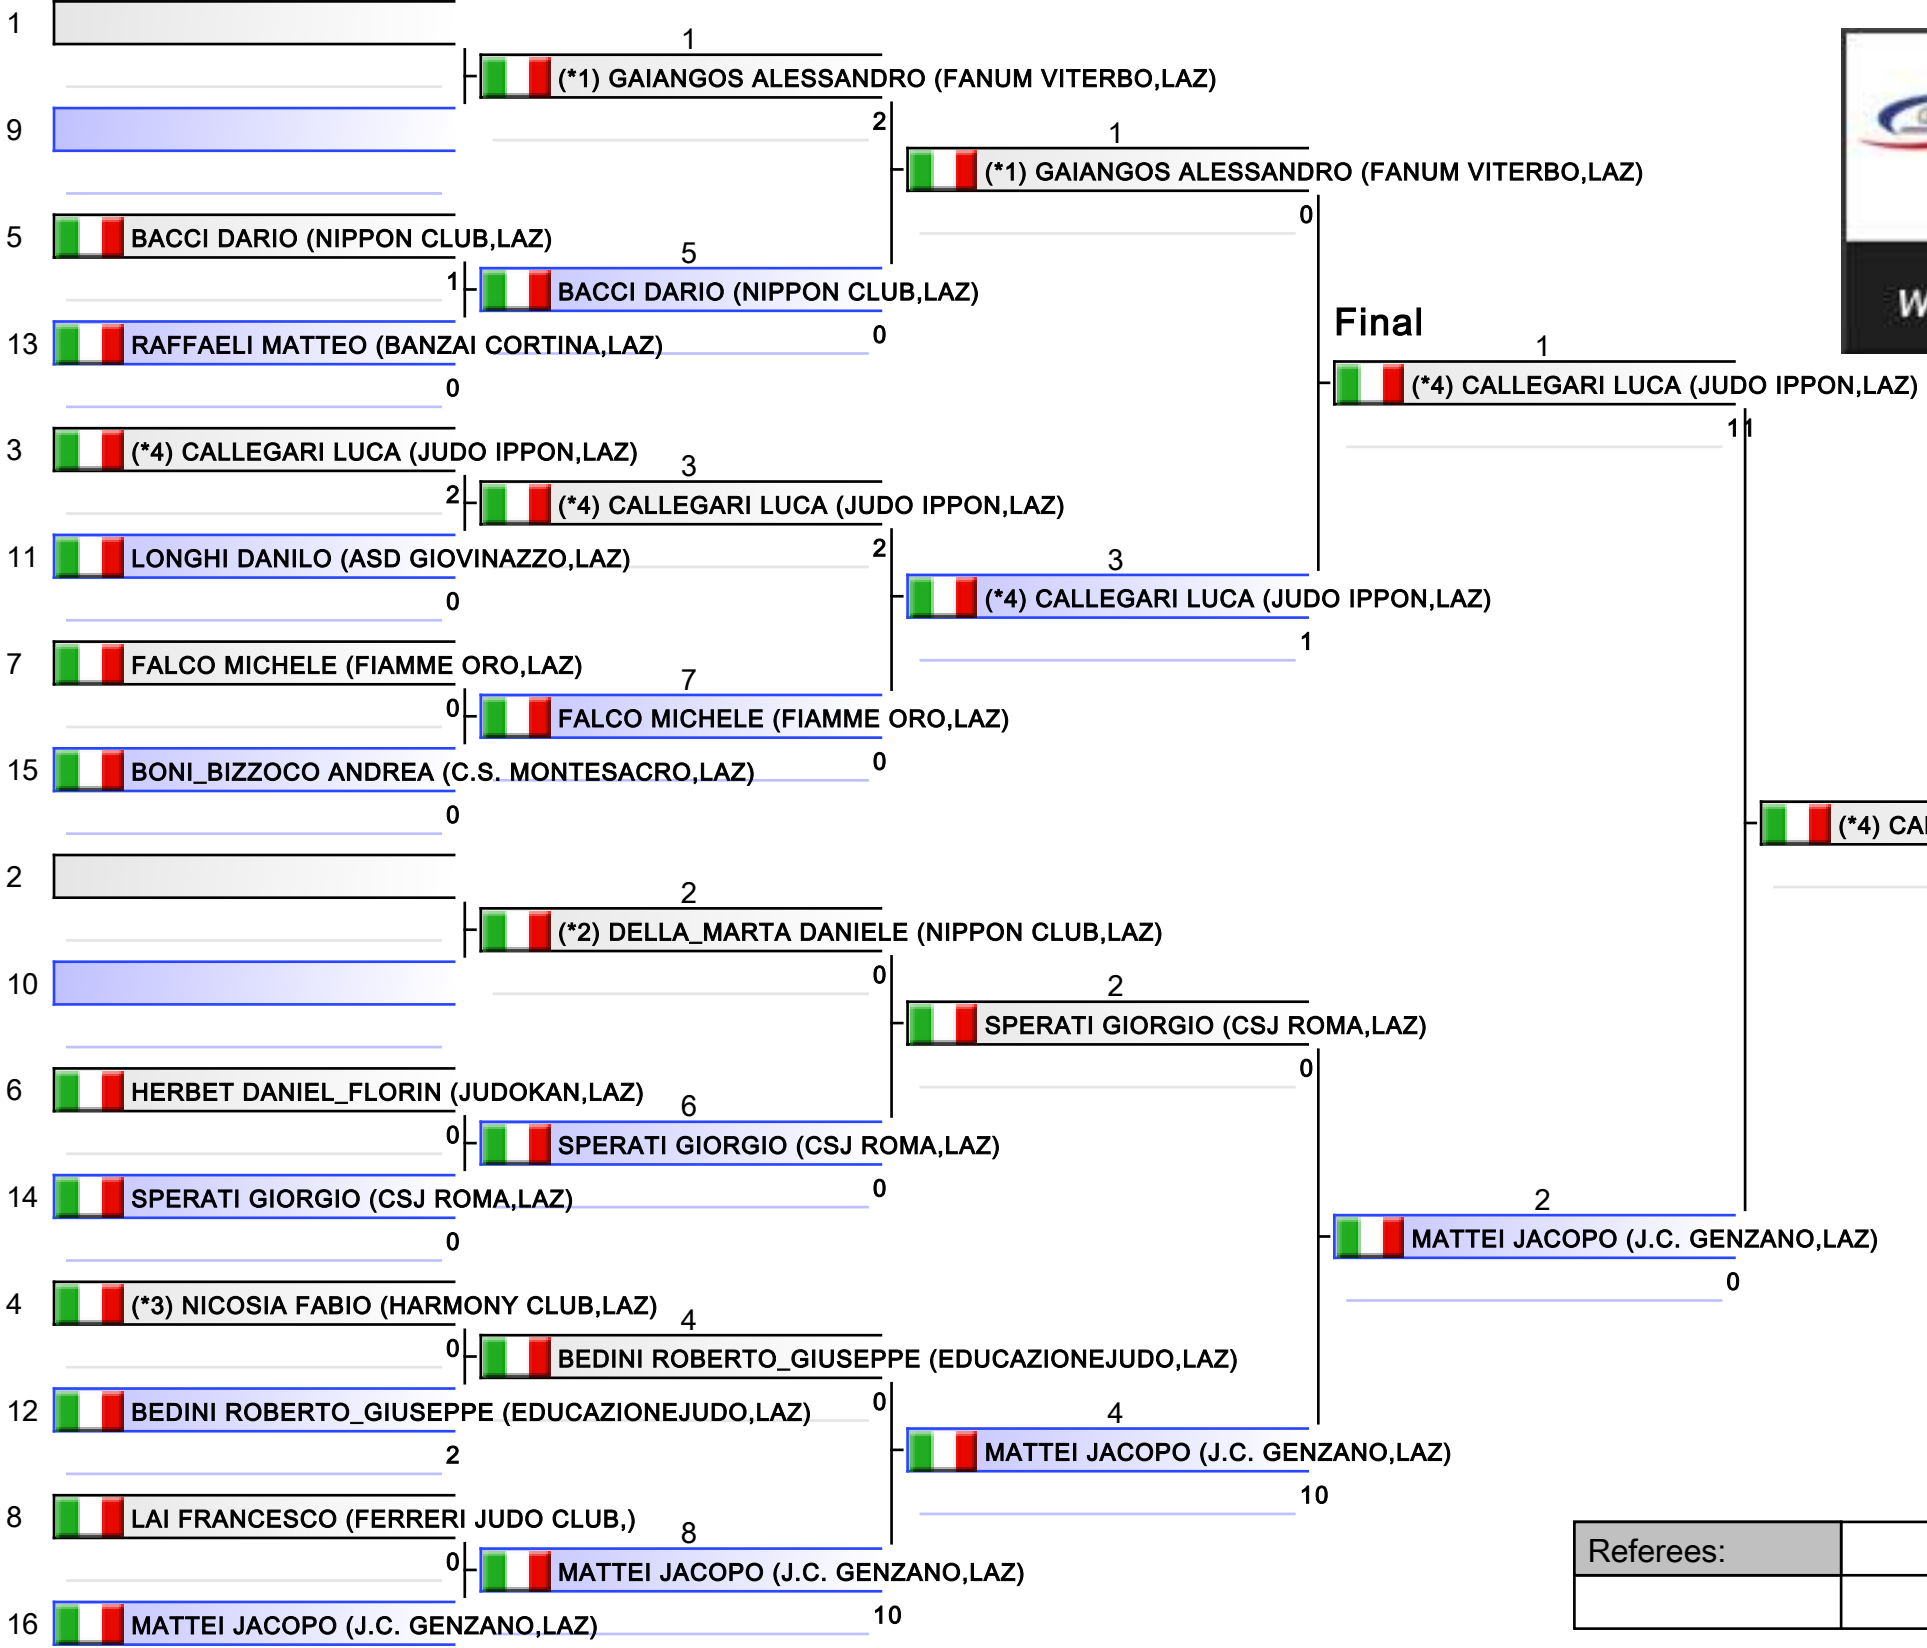 1
9
5 BACCI DARIO (NIPPON CLUB,LAZ)
1
13 RAFFAELI MATTEO (BANZAI CORTINA,LAZ)
0
3 (*4) CALLEGARI LUCA (JUDO IPPON,LAZ)
2
11 LONGHI DANILO (ASD GIOVINAZZO,LAZ)
0
7 FALCO MICHELE (FIAMME ORO,LAZ)
0
15 BONI_BIZZOCO ANDREA (C.S. MONTESACRO,LAZ)
0
2
10
6 HERBET DANIEL_FLORIN (JUDOKAN,LAZ)
0
14 SPERATI GIORGIO (CSJ ROMA,LAZ)
0
4 (*3) NICOSIA FABIO (HARMONY CLUB,LAZ)
0
12 BEDINI ROBERTO_GIUSEPPE (EDUCAZIONEJUDO,LAZ)
2
8 LAI FRANCESCO (FERRERI JUDO CLUB,)
0
16 MATTEI JACOPO (J.C. GENZANO,LAZ)
1
(*1) GAIANGOS ALESSANDRO (FANUM VITERBO,LAZ)
2
5
BACCI DARIO (NIPPON CLUB,LAZ)
0
3
(*4) CALLEGARI LUCA (JUDO IPPON,LAZ)
2
7
FALCO MICHELE (FIAMME ORO,LAZ)
0
2
(*2) DELLA_MARTA DANIELE (NIPPON CLUB,LAZ)
0
6
SPERATI GIORGIO (CSJ ROMA,LAZ)
0
4
BEDINI ROBERTO_GIUSEPPE (EDUCAZIONEJUDO,LAZ)
0
8
MATTEI JACOPO (J.C. GENZANO,LAZ)
10
1
(*1) GAIANGOS ALESSANDRO (FANUM VITERBO,LAZ)
0
3
(*4) CALLEGARI LUCA (JUDO IPPON,LAZ)
1
2
SPERATI GIORGIO (CSJ ROMA,LAZ)
0
4
MATTEI JACOPO (J.C. GENZANO,LAZ)
10
Final
1
(*4) CALLEGARI LUCA (JUDO IPPON,LAZ)
11
2
MATTEI JACOPO (J.C. GENZANO,LAZ)
0
(*4)
Referees: